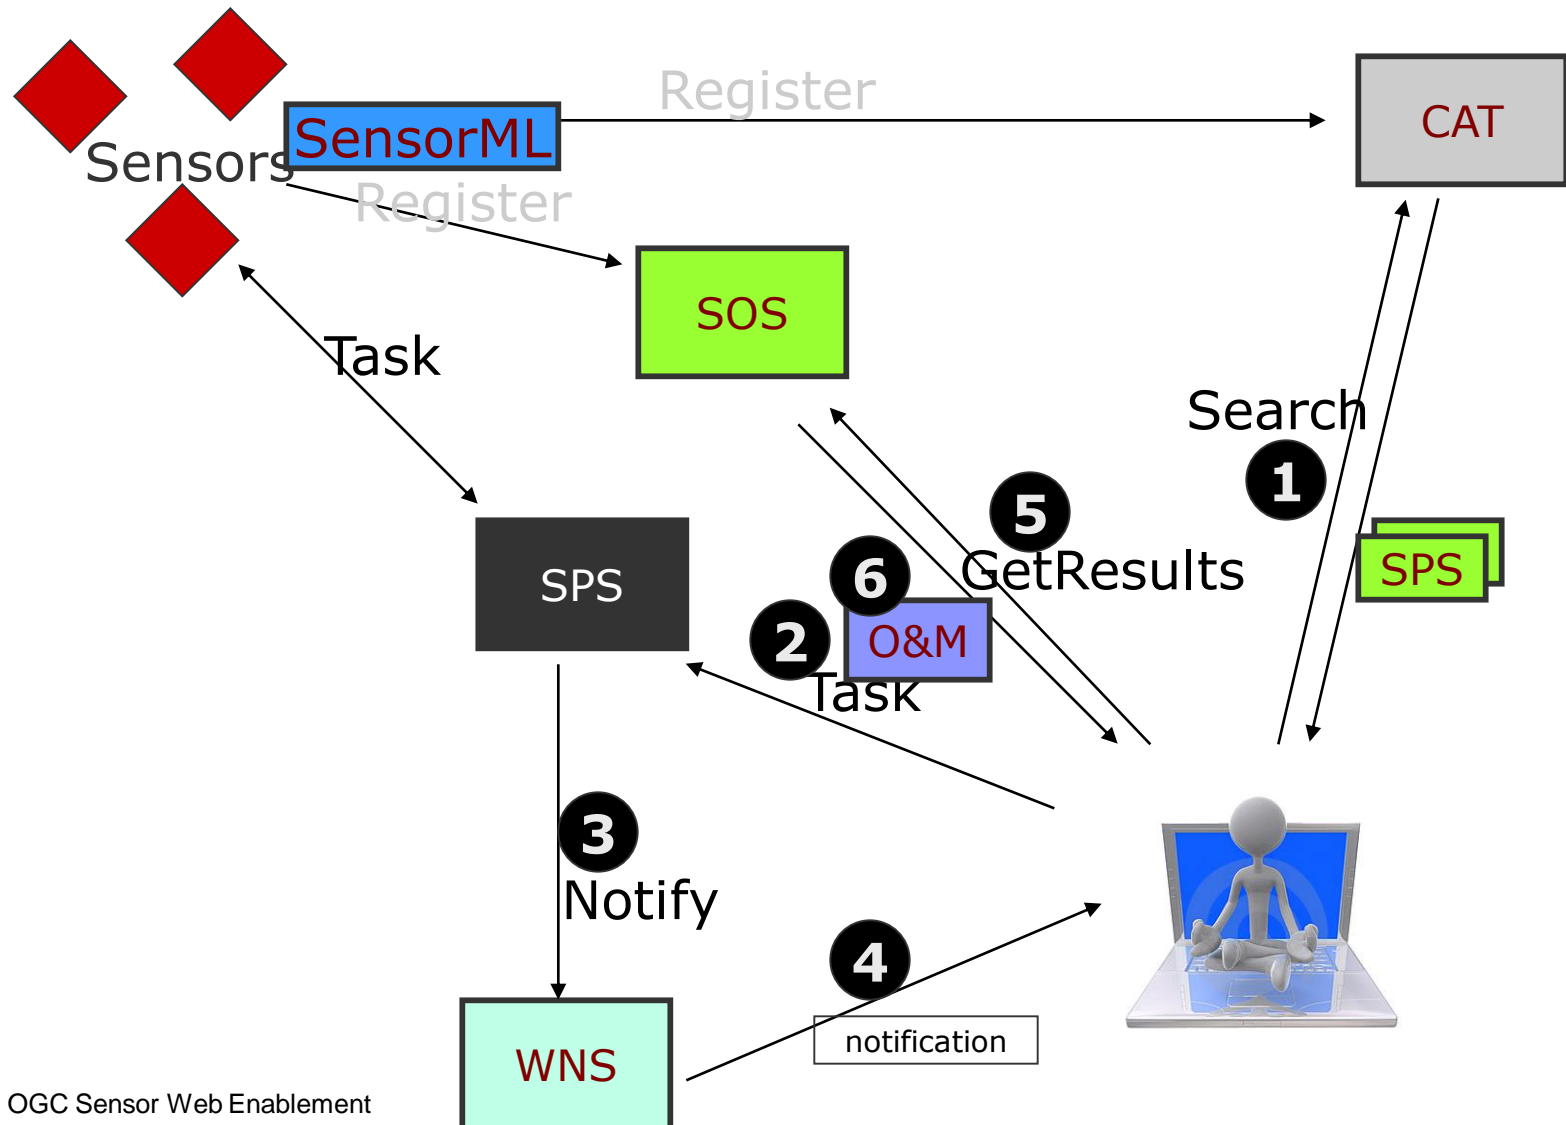 Register
SensorML
CAT
Sensors
Register
SOS
Task
Search
1
5
GetResults
6
SPS
SPS
2
O&M
Task
3
Notify
4
notification
WNS
OGC Sensor Web Enablement